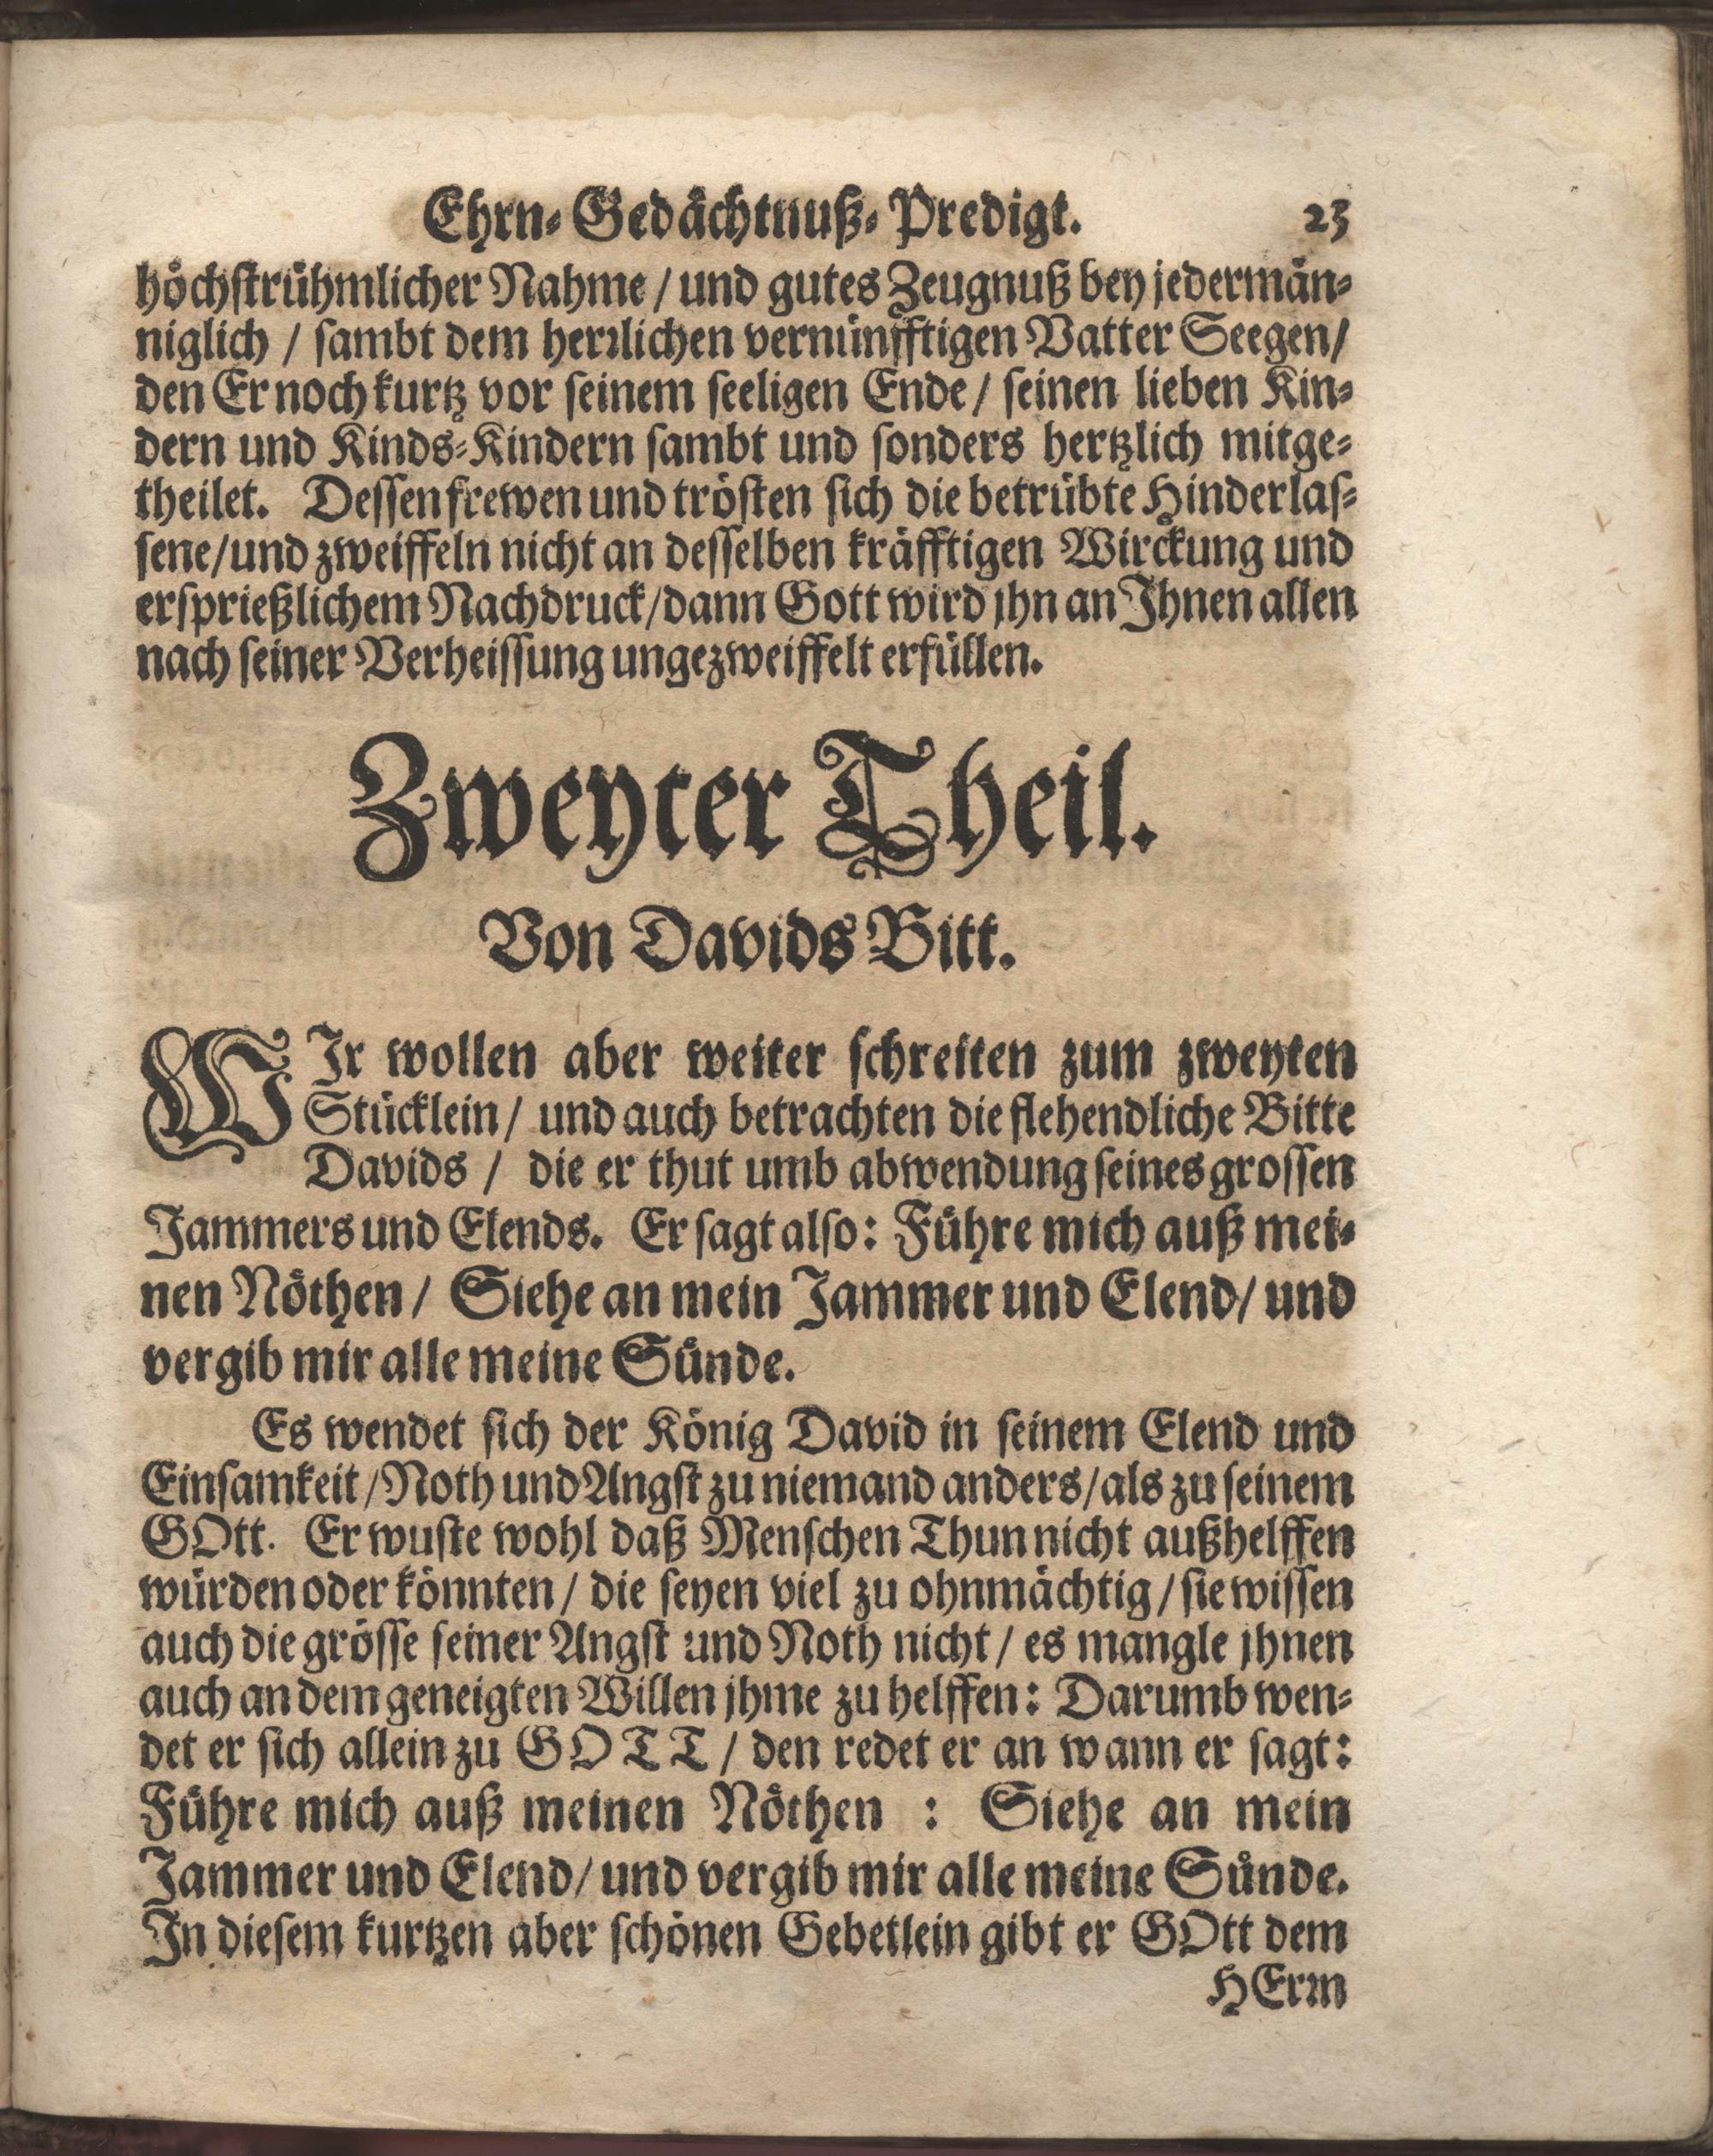 Ehrn-Gedächtnuß-Predigt. 23
höchstrühmlicher Nahme / und gutes Zeugnuß bey jedermän-
niglich / sambt dem herrlichen vernünfftigen Vatter Seegen/
den Er noch kurtz vor seinem seeligen Ende / seinen lieben Kin-
dern und Kinds-Kindern sambt und sonders hertzlich mitge-
theilet. Dessen frewen und trösten sich die betrübte Hinderlas-
sene/und zweiffeln nicht an desselben kräfftigen Wirckung und
ersprießlichem Nachdruck/dann Gott wird jhn an Ihnen allen
nach seiner Verheissung ungezweiffelt erfüllen.
Zweyter Theil.
Von Davids Bitt.
WIr wollen aber weiter schreiten zum zweyten
Stücklein / und auch betrachten die flehendliche Bitte
Davids / die er thut umb abwendung seines grossen
Jammers und Elends. Er sagt also: Führe mich auß mei-
nen Nöthen / Siehe an mein Jammer und Elend/ und
vergib mir alle meine Sünde.
Es wendet sich der König David in seinem Elend und
Einsamkeit /Noth und Angst zu niemand anders/als zu seinem
GOtt. Er wuste wohl daß Menschen Thun nicht außhelffen
würden oder könnten / die seyen viel zu ohnmächtig / sie wissen
auch die grösse seiner Angst und Noth nicht / es mangle jhnen
auch an dem geneigten Willen jhme zu helffen: Darumb wen-
det er sich allein zu GOTT / den redet er an wann er sagt:
Führe mich auß meinen Nöthen : Siehe an mein
Jammer und Elend/ und vergib mir alle meine Sünde.
In diesem kurtzen aber schönen Gebetlein gibt er GOtt dem
HErrn